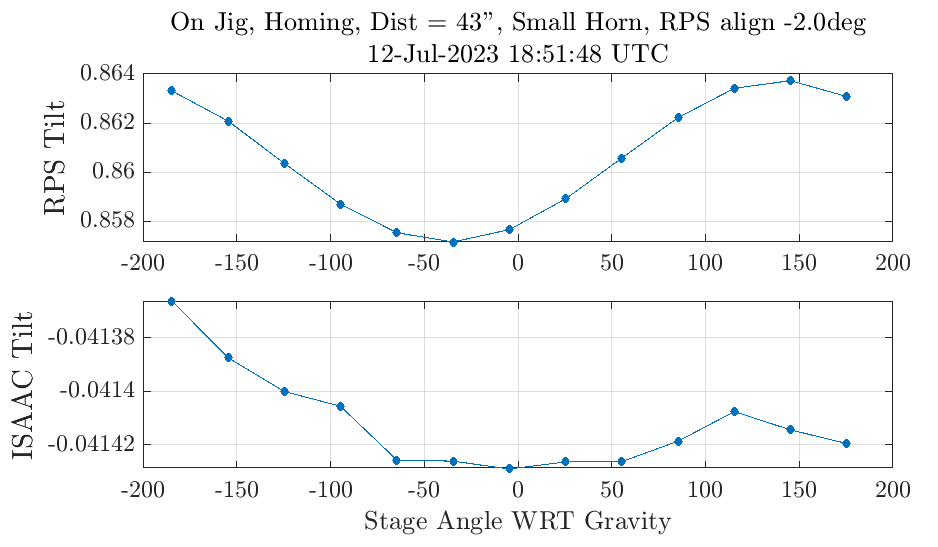 On Jig, Homing, Dist = 43”, Small Horn, RPS align -2.0deg
12-Jul-2023 18:51:48 UTC
RPS Tilt
0.864
0.862
0.86
0.858
-200 -150 -100 -50 0 50 100 150 200
ISAAC Tilt
-0.04138
-0.0414
-0.04142
-200 -150 -100 -50 0 50 100 150 200
Stage Angle WRT Gravity